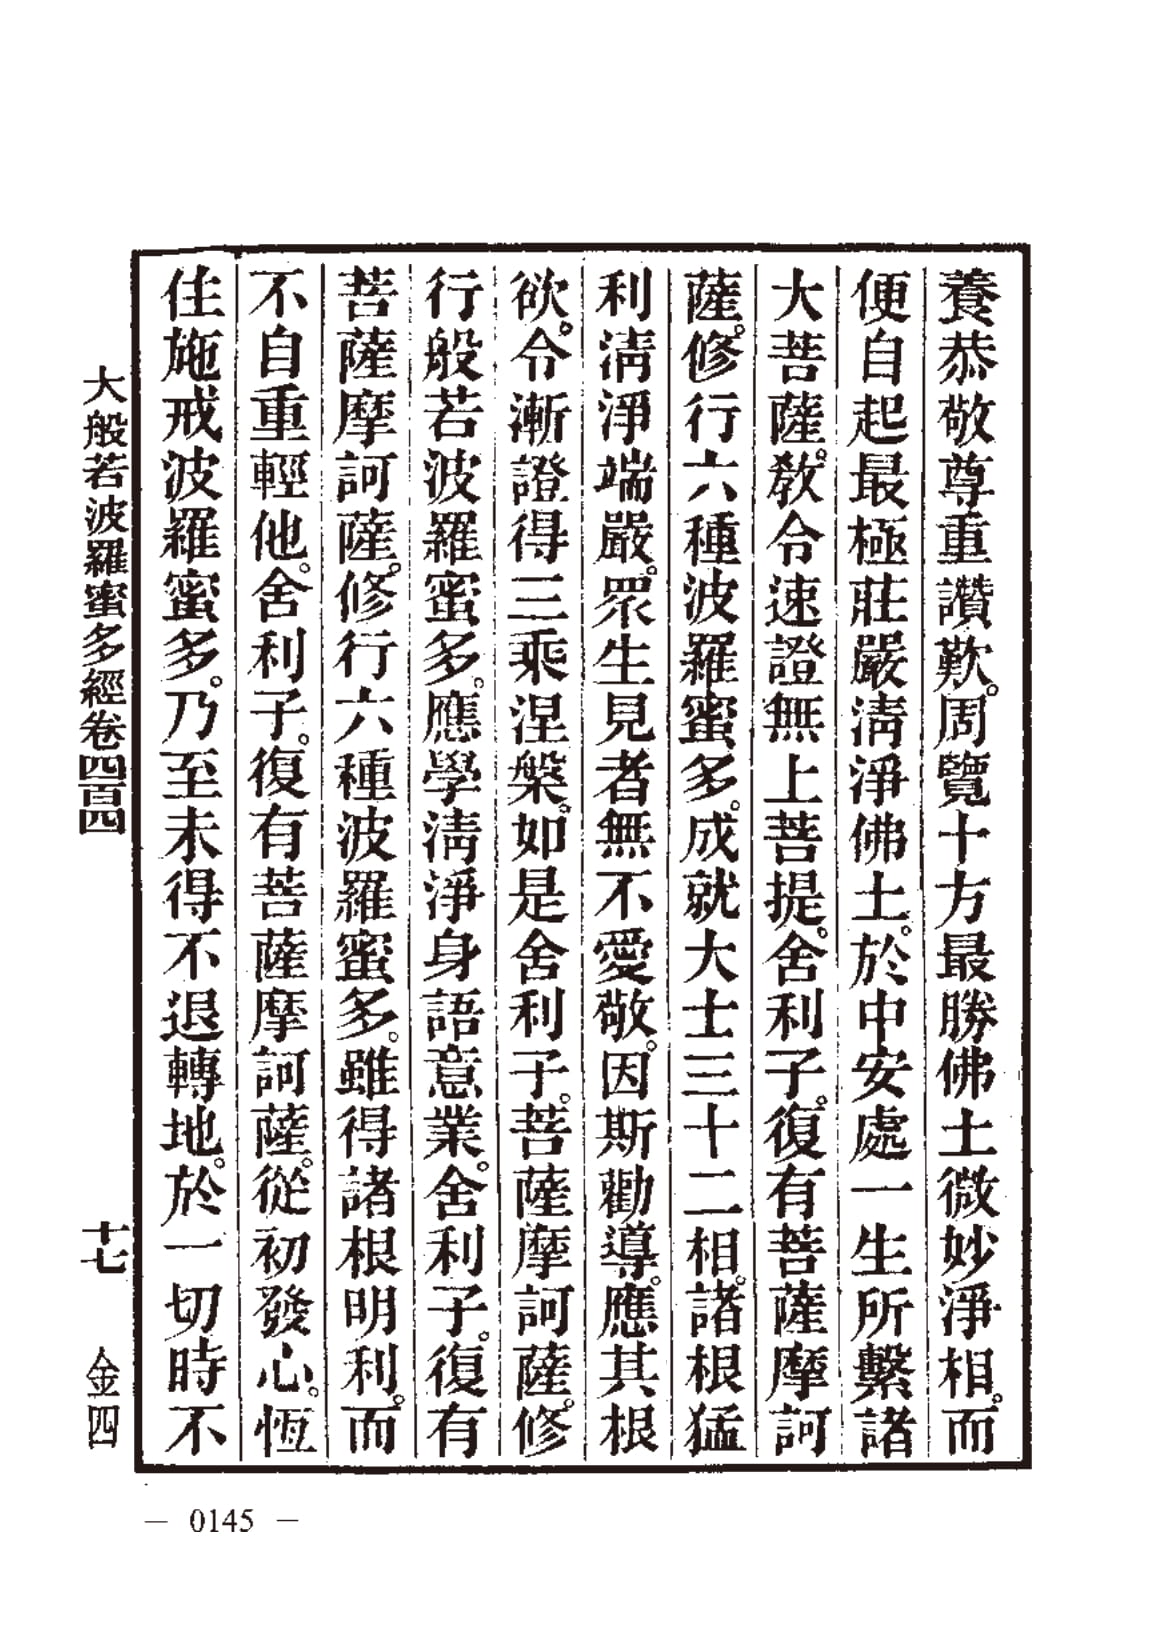 養恭敬尊重讚歎。周覽十方最勝佛土微妙淨相。而
便自起最極莊嚴清淨佛土。於中安處一生所繫諸
大菩薩。敎令速證無上菩提。舍利子。復有菩薩摩訶
薩。修行六種波羅蜜多。成就大士三十二相。諸根猛
利清淨端嚴。眾生見者無不愛敬。因斯勸導。應其根
欲。令漸證得三乘涅槃。如是舍利子。菩薩摩訶薩。修
行般若波羅蜜多。應學清淨身語意業。舍利子。復有
菩薩摩訶薩。修行六種波羅蜜多。雖得諸根明利。而
不自重輕他。舍利子。復有菩薩摩訶薩。從初發心。恆
住施戒波羅蜜多。乃至未得不退轉地。於一切時不
大般若波羅蜜多經卷四百四 十七 金四
— 0145 —